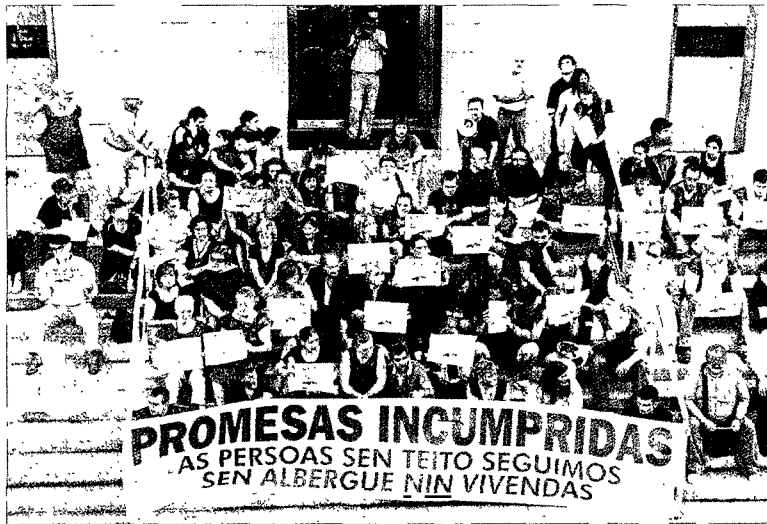 PROMESAS INCUMPRIDAS
AS PERSOAS SEN TEITO SEGUIMOS
SEN ALBERGUE NIN VIVENDAS